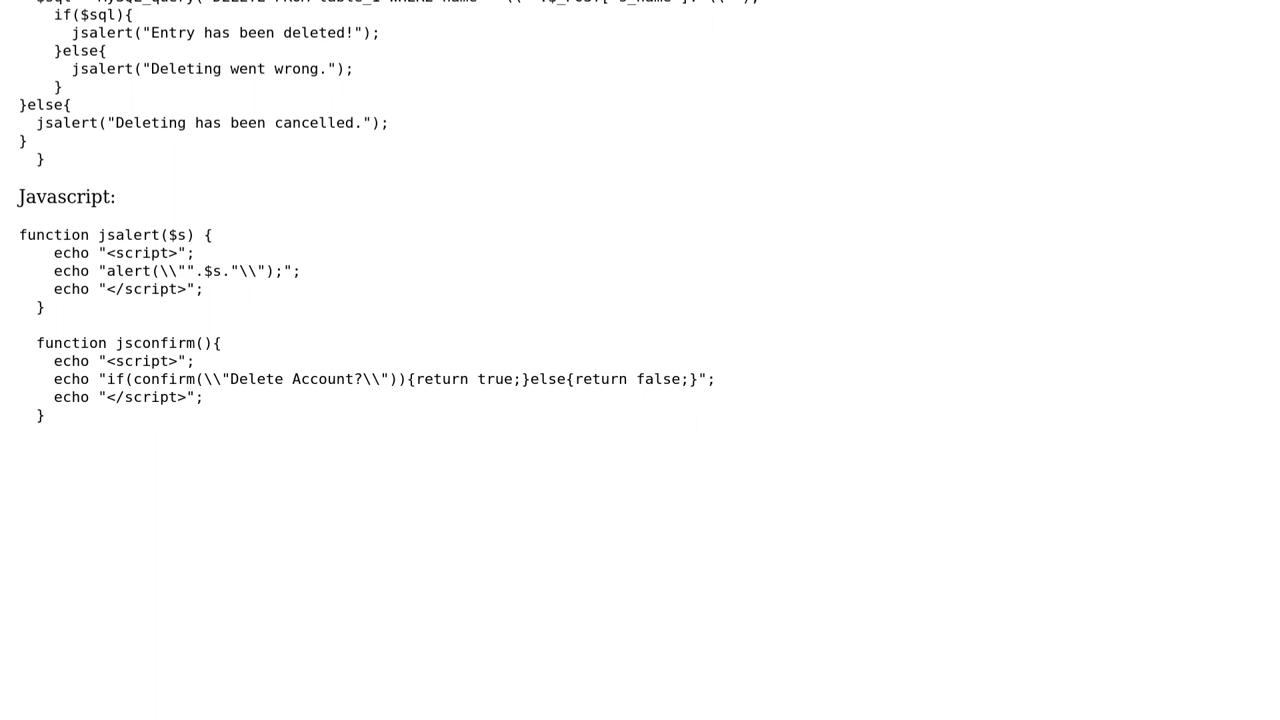 if($sql){
jsalert("Entry has been deleted!");
}else{
jsalert("Deleting went wrong.");
}
}else{
jsalert("Deleting has been cancelled.");
}
}
Javascript:
function jsalert($s) {
echo "<script>";
echo "alert(\\"".$s."\\");";
echo "</script>";
}
function jsconfirm(){
echo "<script>";
echo "if(confirm(\\"Delete Account?\\")){return true;}else{return false;}";
echo "</script>";
}